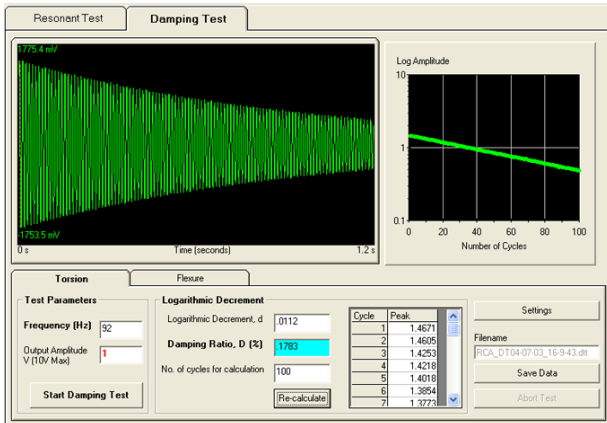 Resonant Test
Damping Test
1775.4 mV
-1753.5 mV
0 s
Time (seconds)
1.2 s
Log Amplitude
10
1
0.1
0 20 40 60 80 100
Number of Cycles
Torsion
Flexure
Test Parameters
Frequency (Hz) 92
Output Amplitude
V (10V Max) 1
Start Damping Test
Logarithmic Decrement
Logarithmic Decrement, d .0112
Damping Ratio, D (%) .1783
No. of cycles for calculation 100
Re-calculate
Cycle Peak
1 1.4671
2 1.4605
3 1.4253
4 1.4218
5 1.4018
6 1.3854
7 1.3773
Settings
Filename
RCA_DT04-07-03_16-9-43.dtt
Save Data
Abort Test